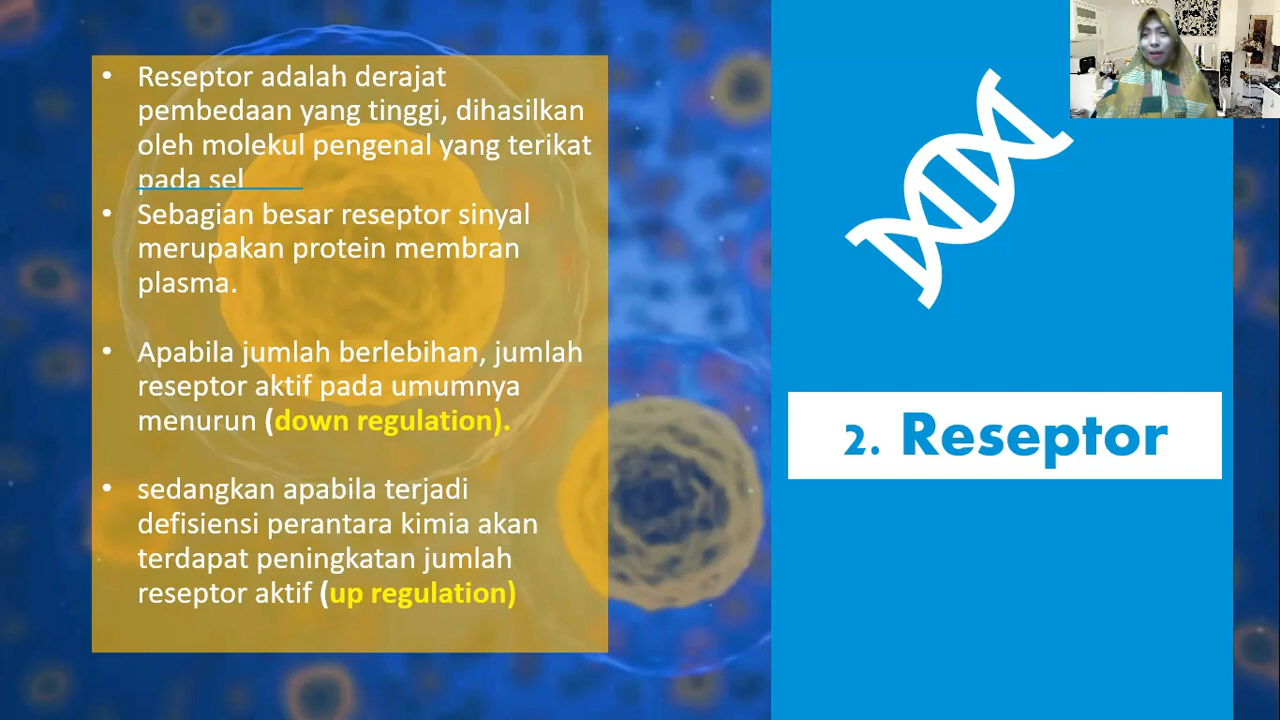 • Reseptor adalah derajat
pembedaan yang tinggi, dihasilkan
oleh molekul pengenal yang terikat
pada sel
• Sebagian besar reseptor sinyal
merupakan protein membran
plasma.
• Apabila jumlah berlebihan, jumlah
reseptor aktif pada umumnya
menurun (down regulation).
• sedangkan apabila terjadi
defisiensi perantara kimia akan
terdapat peningkatan jumlah
reseptor aktif (up regulation)
2. Reseptor